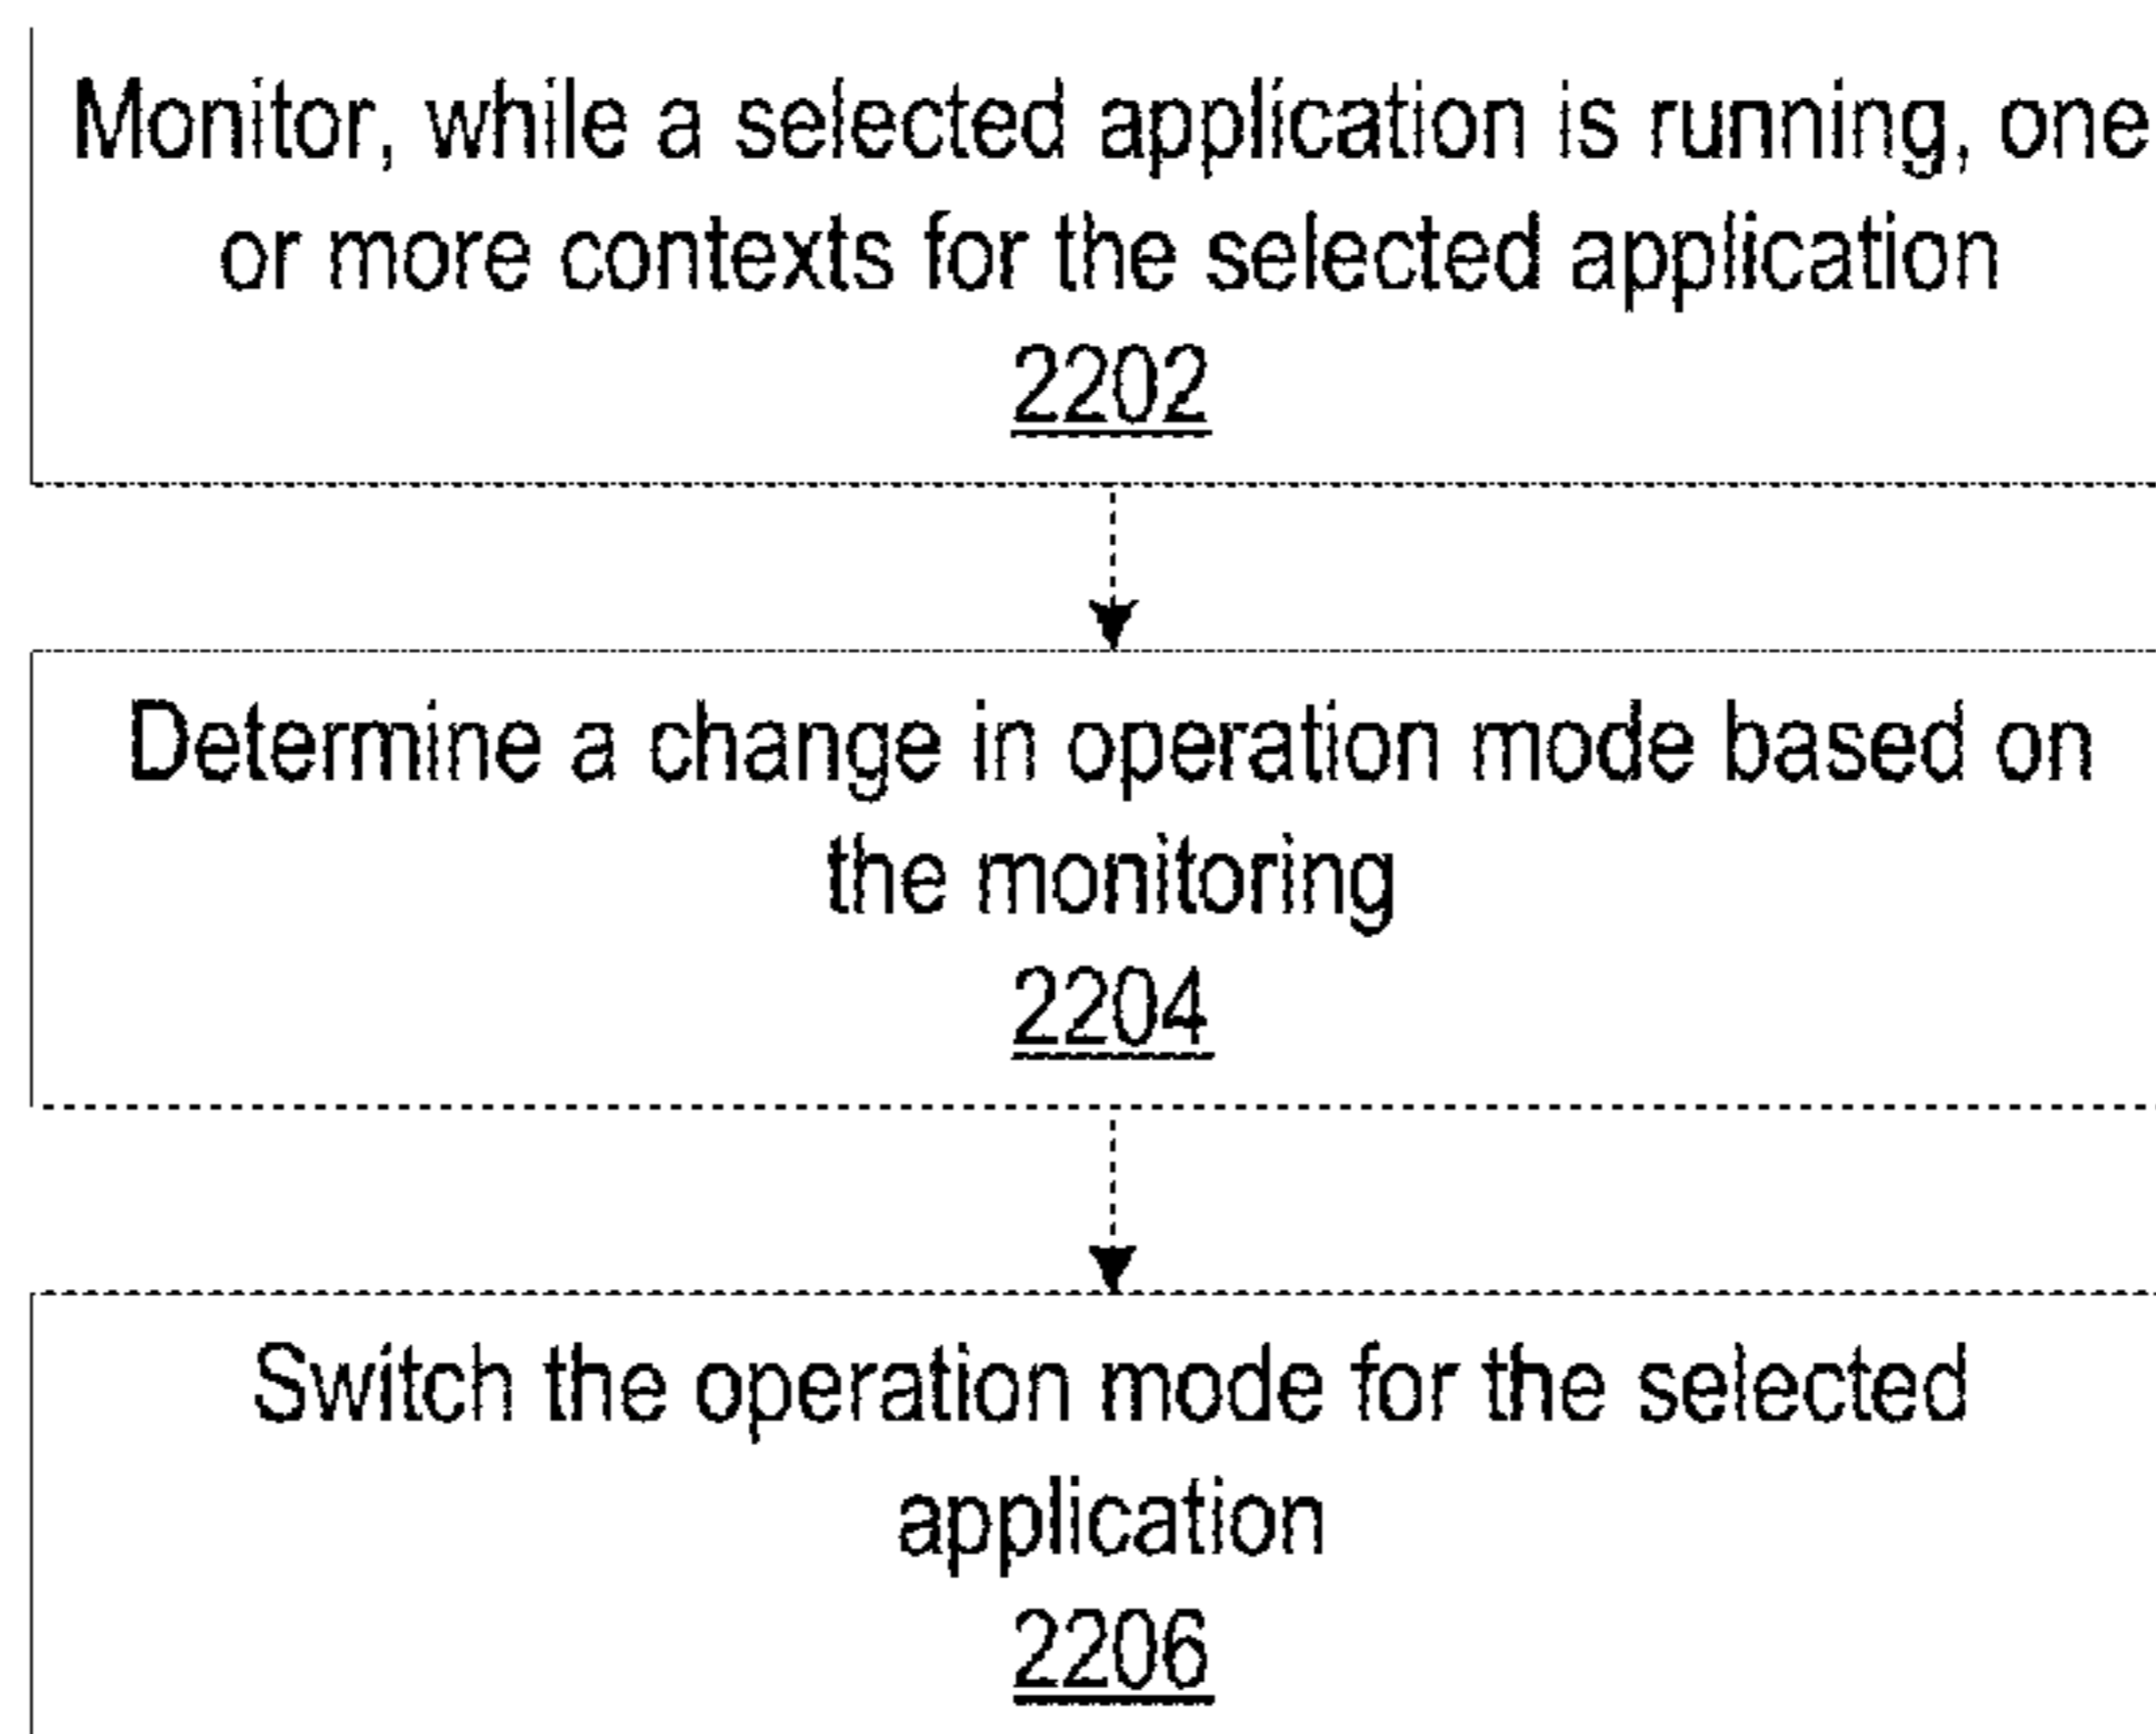 Monitor, while a selected application is running, one
or more contexts for the selected application
2202
Determine a change in operation mode based on
the monitoring
2204
Switch the operation mode for the selected
application
2206